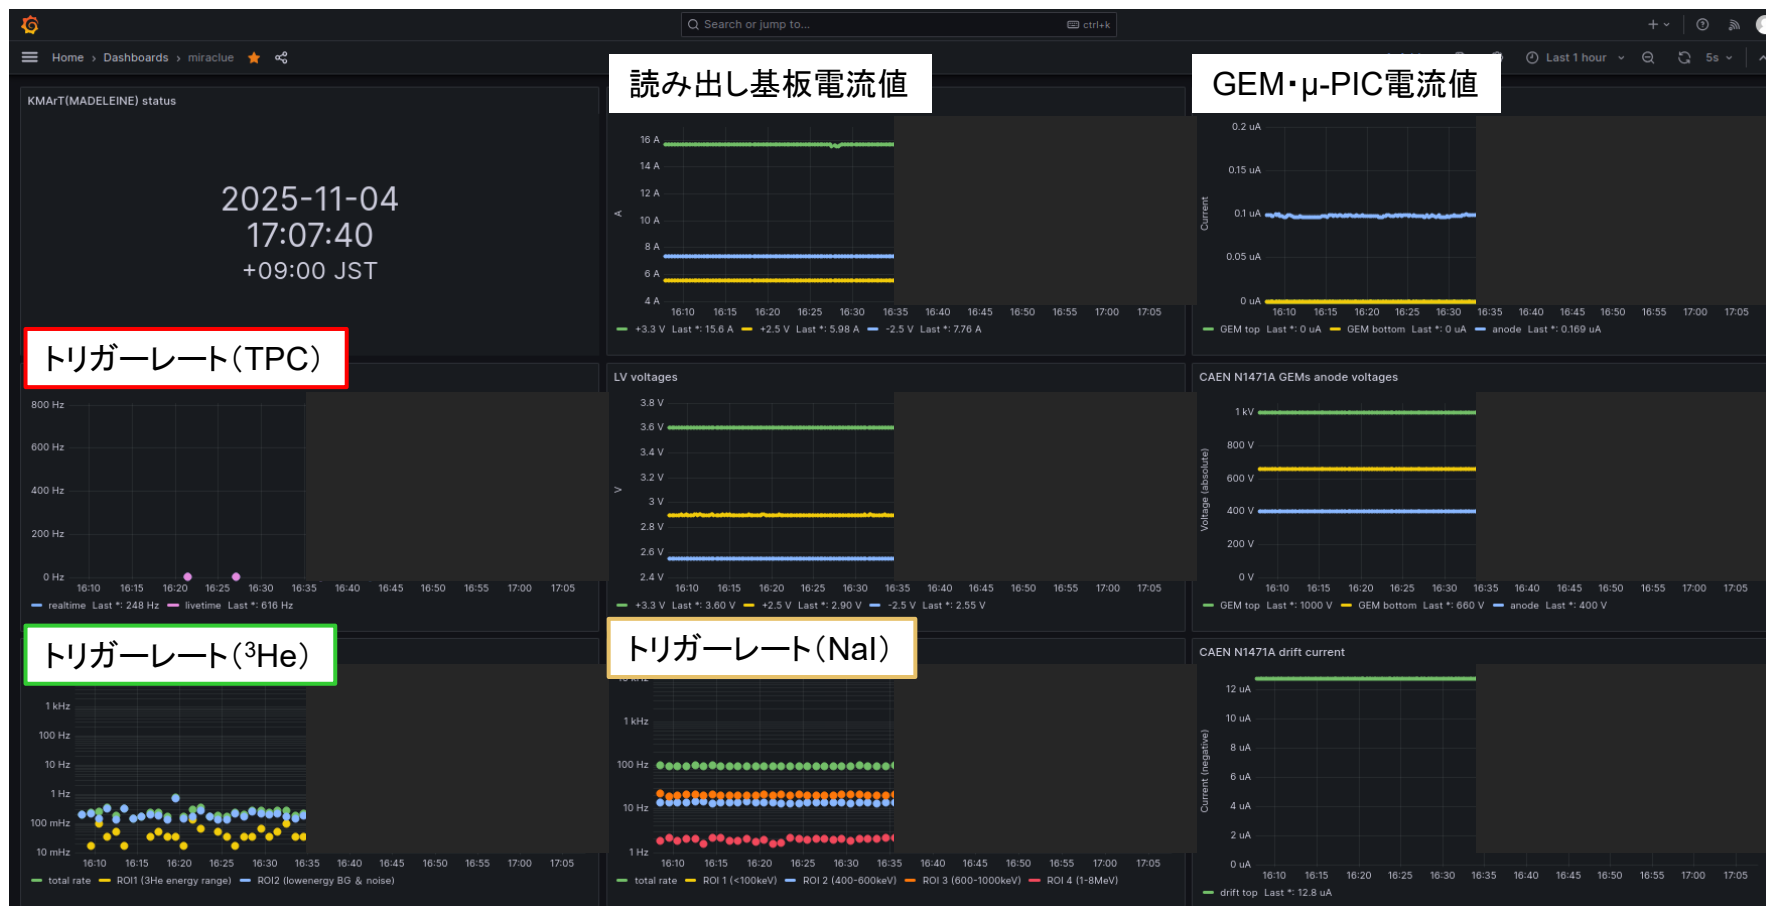 Search or jump to...
ctrl+k
Home › Dashboards › miraclue
Last 1 hour
5s
KMArT(MADELEINE) status
2025-11-04
17:07:40
+09:00 JST
読み出し基板電流値
16 A
14 A
12 A
10 A
8 A
6 A
4 A
A
16:10 16:15 16:20 16:25 16:30 16:35 16:40 16:45 16:50 16:55 17:00 17:05
+3.3 V Last *: 15.6 A +2.5 V Last *: 5.98 A -2.5 V Last *: 7.76 A
GEM・μ-PIC電流値
0.2 uA
0.15 uA
0.1 uA
0.05 uA
0 uA
Current
16:10 16:15 16:20 16:25 16:30 16:35 16:40 16:45 16:50 16:55 17:00 17:05
GEM top Last *: 0 uA GEM bottom Last *: 0 uA anode Last *: 0.169 uA
トリガーレート（TPC）
800 Hz
600 Hz
400 Hz
200 Hz
0 Hz
16:10 16:15 16:20 16:25 16:30 16:35 16:40 16:45 16:50 16:55 17:00 17:05
realtime Last *: 248 Hz livetime Last *: 616 Hz
LV voltages
3.8 V
3.6 V
3.4 V
3.2 V
3 V
2.8 V
2.6 V
2.4 V
V
16:10 16:15 16:20 16:25 16:30 16:35 16:40 16:45 16:50 16:55 17:00 17:05
+3.3 V Last *: 3.60 V +2.5 V Last *: 2.90 V -2.5 V Last *: 2.55 V
CAEN N1471A GEMs anode voltages
1 kV
800 V
600 V
400 V
200 V
0 V
Voltage (absolute)
16:10 16:15 16:20 16:25 16:30 16:35 16:40 16:45 16:50 16:55 17:00 17:05
GEM top Last *: 1000 V GEM bottom Last *: 660 V anode Last *: 400 V
トリガーレート（³He）
1 kHz
100 Hz
10 Hz
1 Hz
100 mHz
10 mHz
16:10 16:15 16:20 16:25 16:30 16:35 16:40 16:45 16:50 16:55 17:00 17:05
total rate ROI1 (3He energy range) ROI2 (lowenergy BG & noise)
トリガーレート（NaI）
1 kHz
100 Hz
10 Hz
1 Hz
16:10 16:15 16:20 16:25 16:30 16:35 16:40 16:45 16:50 16:55 17:00 17:05
total rate ROI 1 (<100keV) ROI 2 (400-600keV) ROI 3 (600-1000keV) ROI 4 (1-8MeV)
CAEN N1471A drift current
12 uA
10 uA
8 uA
6 uA
4 uA
2 uA
0 uA
Current (negative)
16:10 16:15 16:20 16:25 16:30 16:35 16:40 16:45 16:50 16:55 17:00 17:05
drift top Last *: 12.8 uA